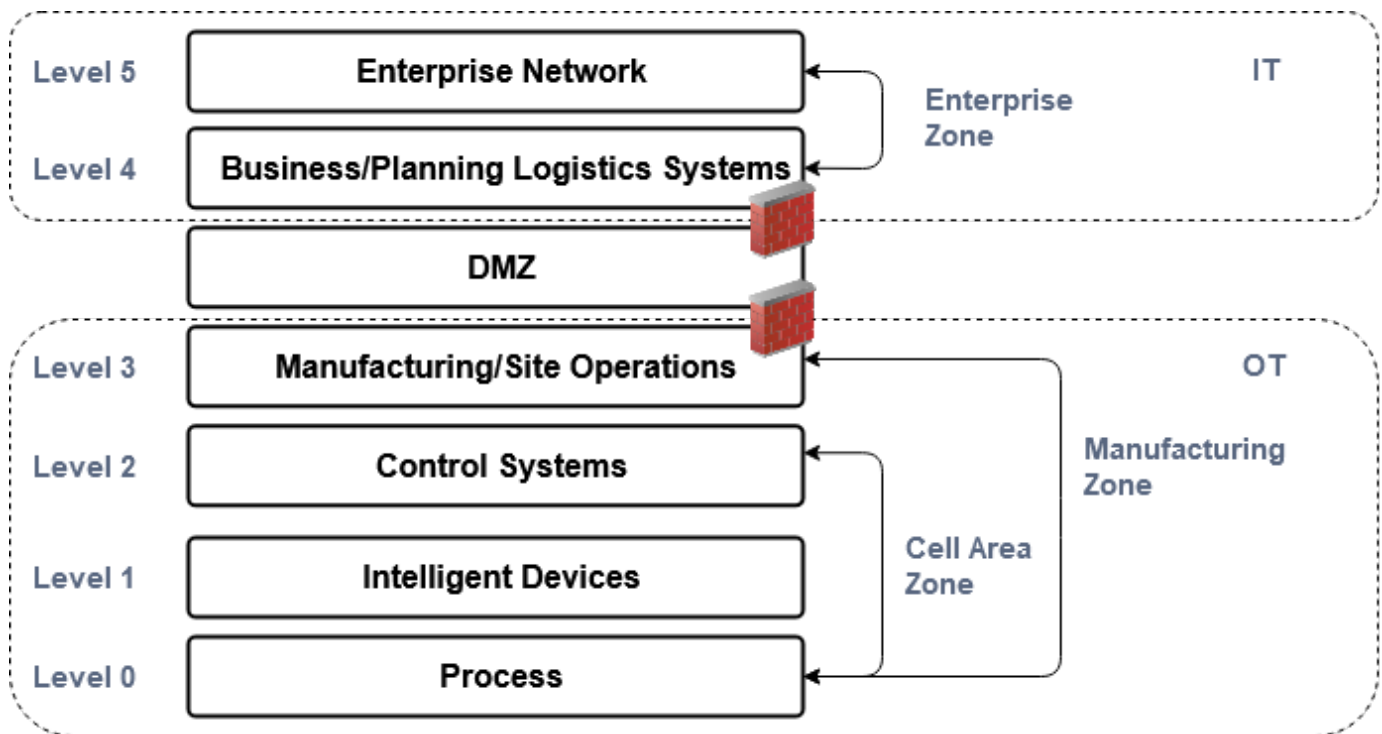 Level 5
Enterprise Network
IT
Enterprise
Zone
Level 4
Business/Planning Logistics Systems
DMZ
Level 3
Manufacturing/Site Operations
OT
Level 2
Control Systems
Manufacturing
Zone
Level 1
Intelligent Devices
Cell Area
Zone
Level 0
Process